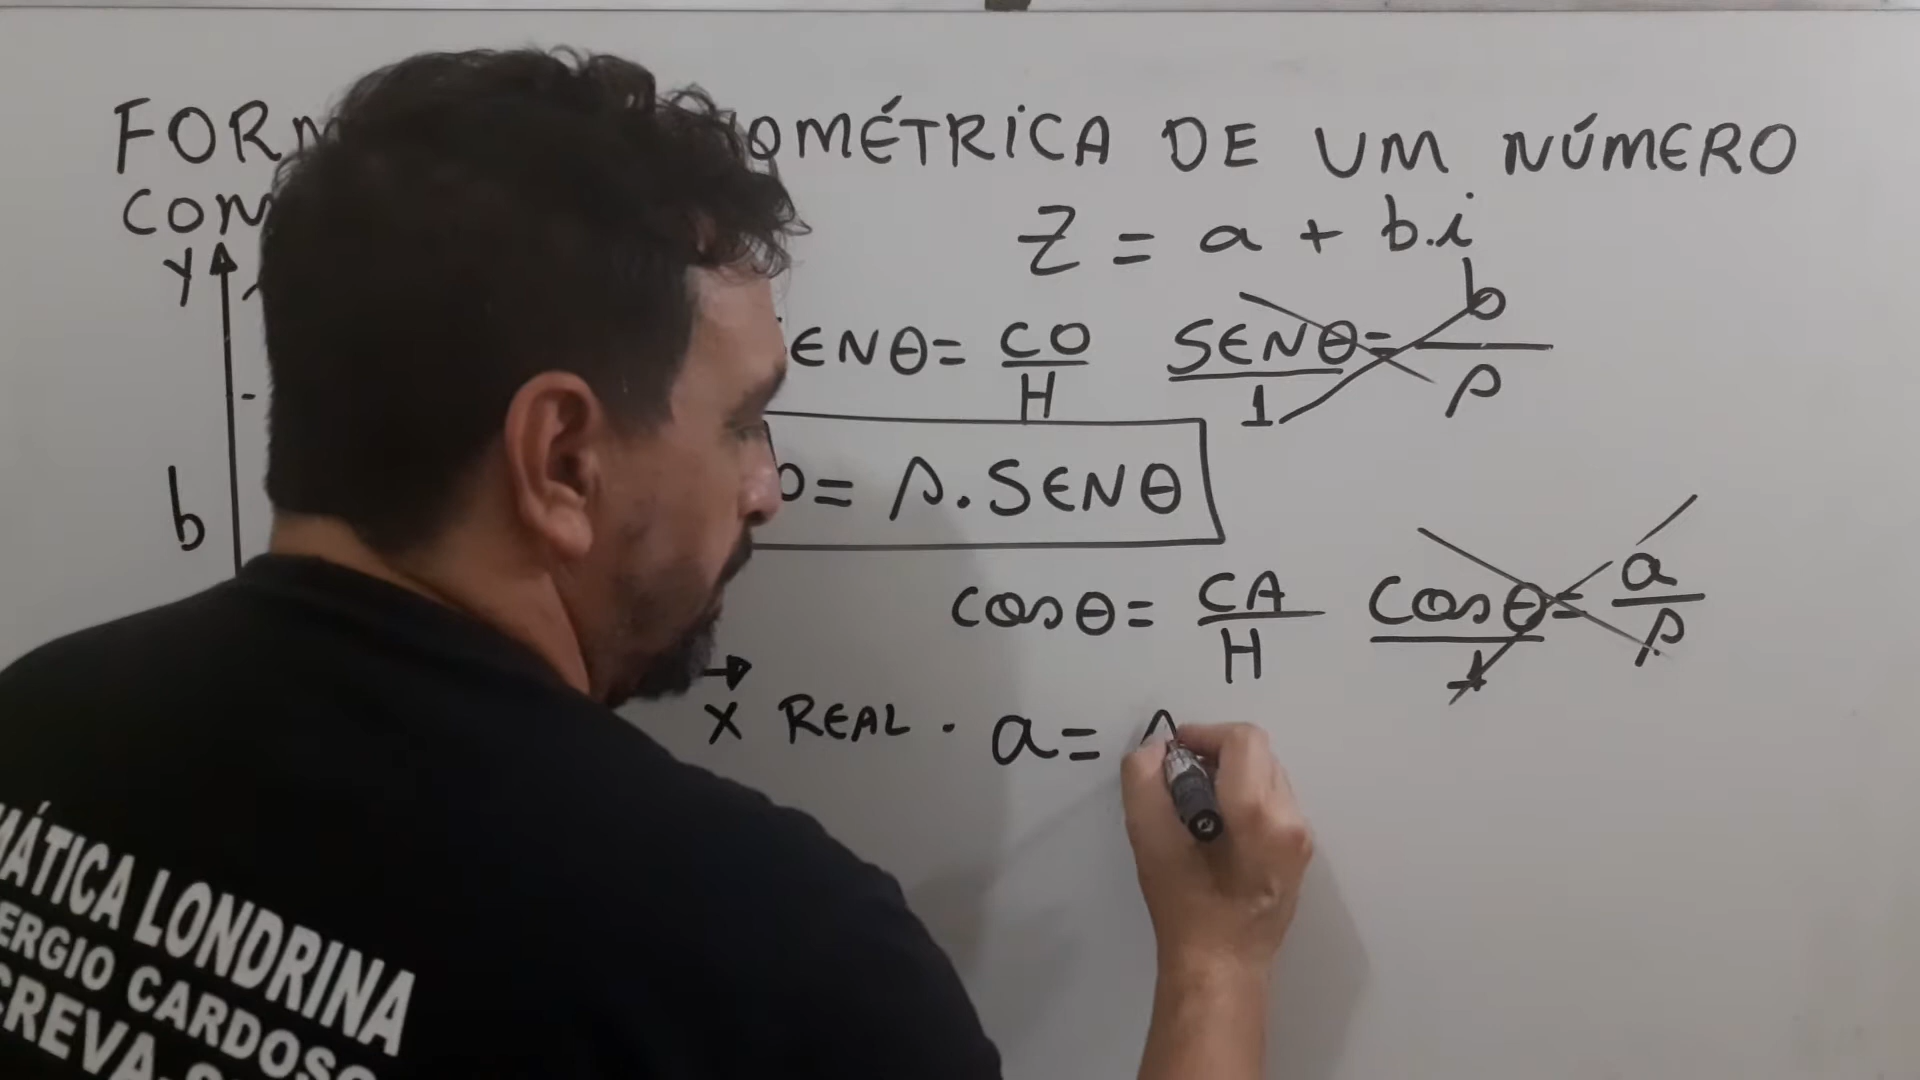 FORM OMÉTRICA DE UM NÚMERO
COM
Z = a + b.i
y
SENθ= CO/H SENθ/1 = b/ρ
b= ρ.SENθ
b
cosθ= CA/H cosθ/1 = a/ρ
x REAL . a= ρ
MÁTICA LONDRINA
ERGIO CARDOSO
CREVA-S